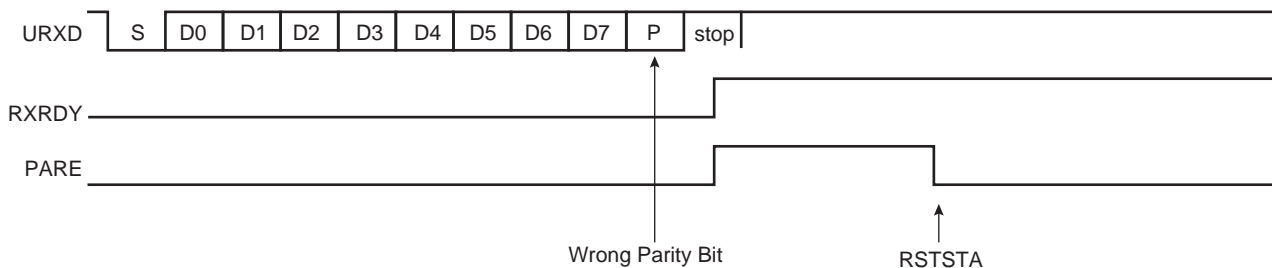 URXD S D0 D1 D2 D3 D4 D5 D6 D7 P stop
RXRDY
PARE
Wrong Parity Bit RSTSTA